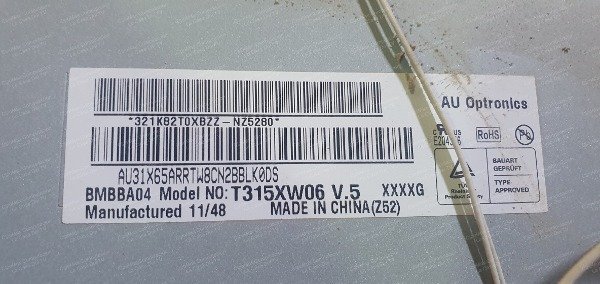 AU Optronics
*321K82T0XBZZ-NZ5280*
RoHS
Pb
AU31X65ARRTW8CN2BBLK0DS
BAUART
GEPRÜFT
TYPE
APPROVED
BMBBA04 Model NO: T315XW06 V.5 XXXXG
Manufactured 11/48 MADE IN CHINA(Z52)